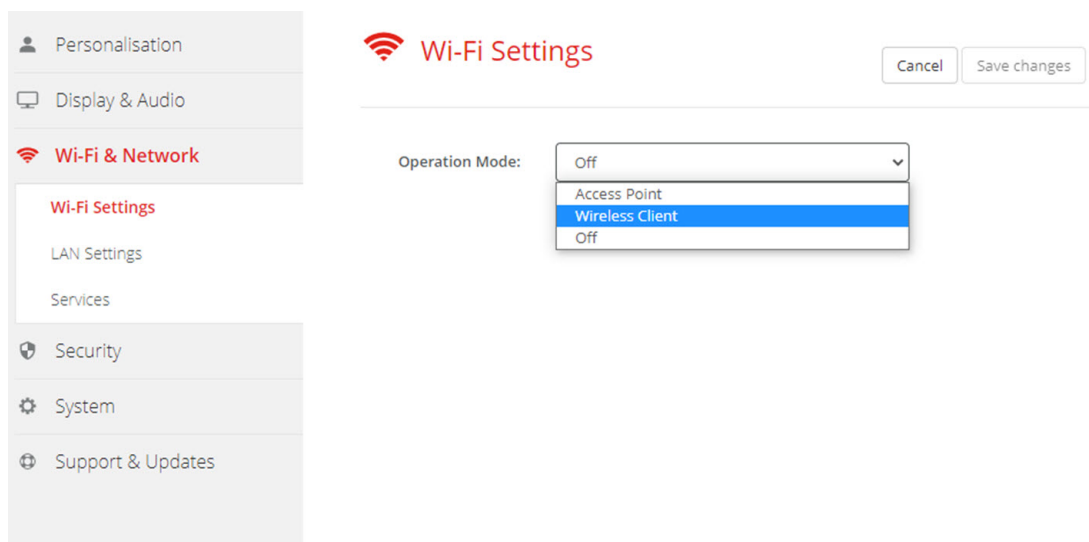 Personalisation
Display & Audio
Wi-Fi & Network
Wi-Fi Settings
LAN Settings
Services
Security
System
Support & Updates
Wi-Fi Settings
Cancel
Save changes
Operation Mode:
Off
Access Point
Wireless Client
Off